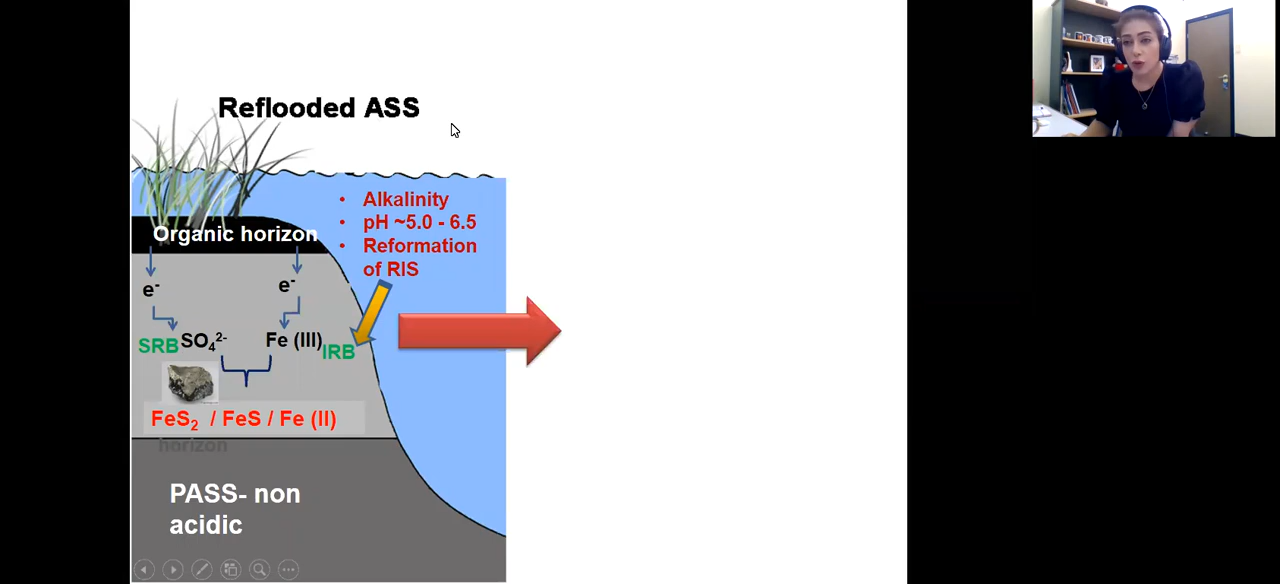 Reflooded ASS
• Alkalinity
• pH ~5.0 - 6.5
• Reformation
of RIS
Organic horizon
e⁻ e⁻
SRB SO₄²⁻ Fe (III) IRB
FeS₂ / FeS / Fe (II)
horizon
PASS- non
acidic